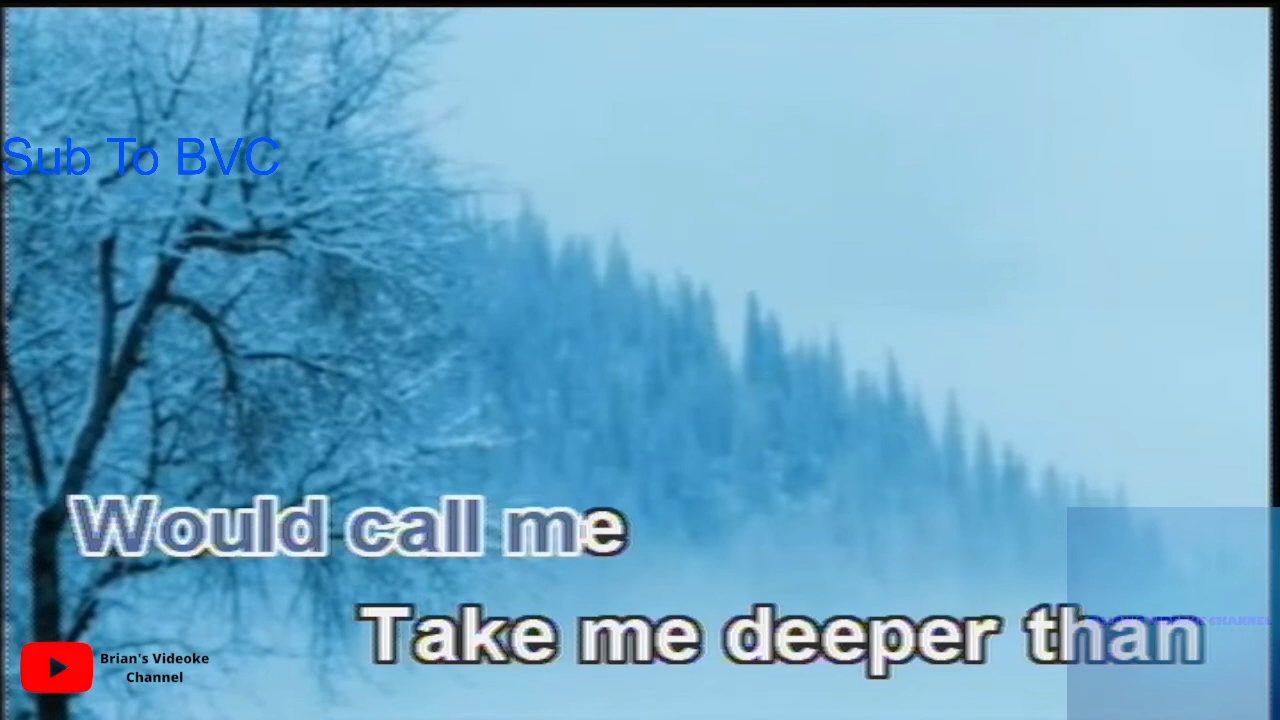 Sub To BVC
Would call me
Take me deeper than
Brian's Videoke
Channel